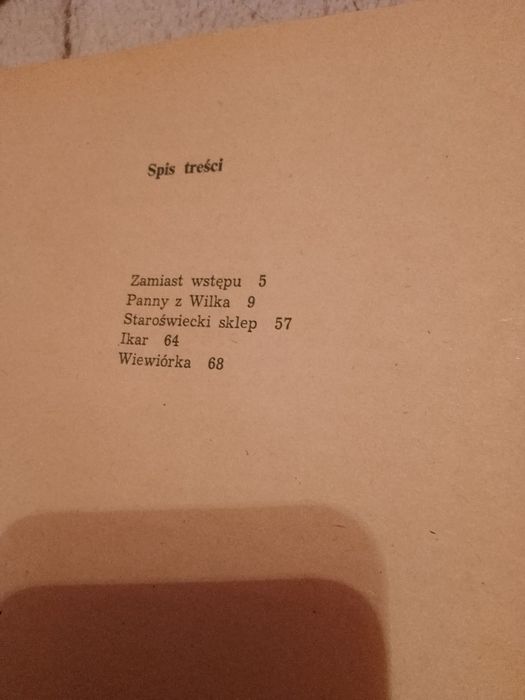 Spis treści
Zamiast wstępu 5
Panny z Wilka 9
Staroświecki sklep 57
Ikar 64
Wiewiórka 68